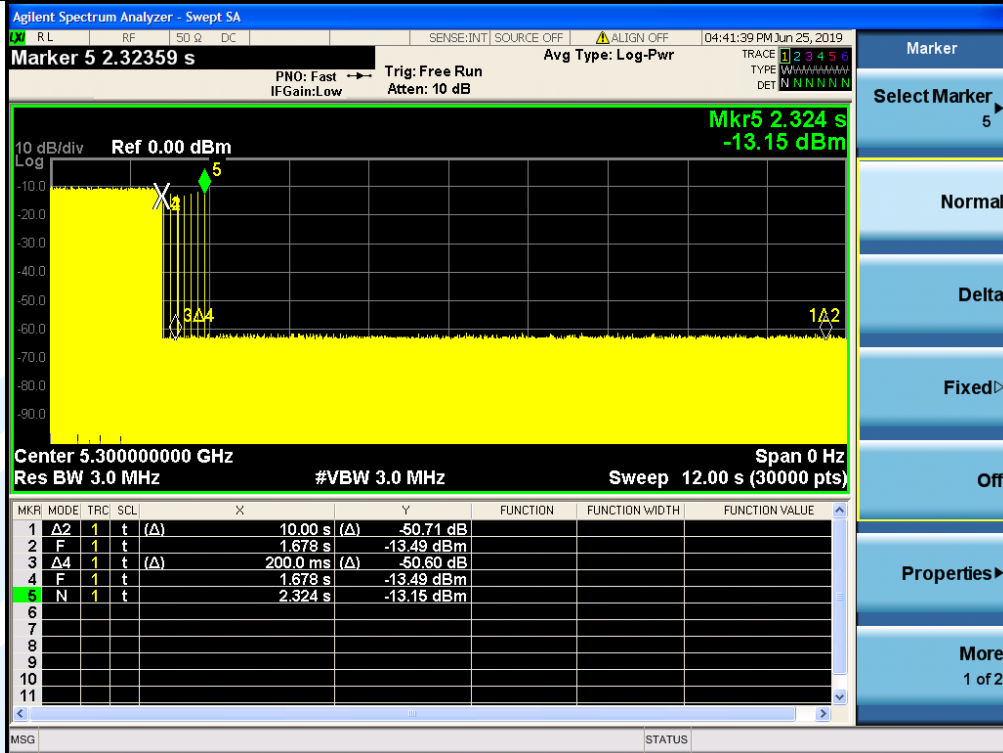 Agilent Spectrum Analyzer - Swept SA
LXI RL RF 50 Ω DC SENSE:INT SOURCE OFF ALIGN OFF 04:41:39 PM Jun 25, 2019
Marker 5 2.32359 s
PNO: Fast
IFGain:Low
Trig: Free Run
Atten: 10 dB
Avg Type: Log-Pwr
TRACE 1 2 3 4 5 6
TYPE WWWWWW
DET N N N N N N
Mkr5 2.324 s
-13.15 dBm
10 dB/div
Log
Ref 0.00 dBm
-10.0
-20.0
-30.0
-40.0
-50.0
-60.0
-70.0
-80.0
-90.0
5
3Δ4
1Δ2
Center 5.300000000 GHz
Span 0 Hz
Res BW 3.0 MHz
#VBW 3.0 MHz
Sweep 12.00 s (30000 pts)
MKR MODE TRC SCL X Y FUNCTION FUNCTION WIDTH FUNCTION VALUE
1 Δ2 1 t (Δ) 10.00 s (Δ) -50.71 dB
2 F 1 t 1.678 s -13.49 dBm
3 Δ4 1 t (Δ) 200.0 ms (Δ) -50.60 dB
4 F 1 t 1.678 s -13.49 dBm
5 N 1 t 2.324 s -13.15 dBm
6
7
8
9
10
11
MSG
STATUS
Marker
Select Marker
5
Normal
Delta
Fixed
Off
Properties
More
1 of 2